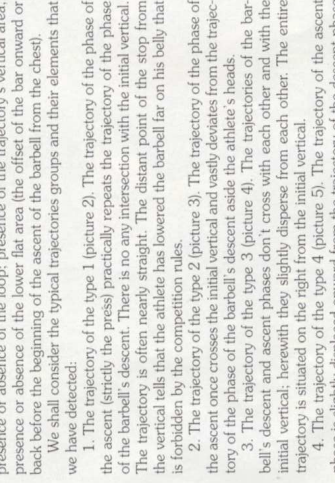 presence or absence of the loop; presence of the trajectory's vertical area;
presence or absence of the lower flat area (the offset of the bar onward or
back before the beginning of the ascent of the barbell from the chest).
We shall consider the typical trajectories groups and their elements that
we have detected:
1. The trajectory of the type 1 (picture 2). The trajectory of the phase of
the ascent (strictly the press) practically repeats the trajectory of the phase
of the barbell's descent. There is no any intersection with the initial vertical.
The trajectory is often nearly straight. The distant point of the stop from
the vertical tells that the athlete has lowered the barbell far on his belly that
is forbidden by the competition rules.
2. The trajectory of the type 2 (picture 3). The trajectory of the phase of
the ascent once crosses the initial vertical and vastly deviates from the trajec-
tory of the phase of the barbell's descent aside the athlete's heads.
3. The trajectory of the type 3 (picture 4). The trajectories of the bar-
bell's descent and ascent phases don't cross with each other and with the
initial vertical; herewith they slightly disperse from each other. The entire
trajectory is situated on the right from the initial vertical.
4. The trajectory of the type 4 (picture 5). The trajectory of the ascent